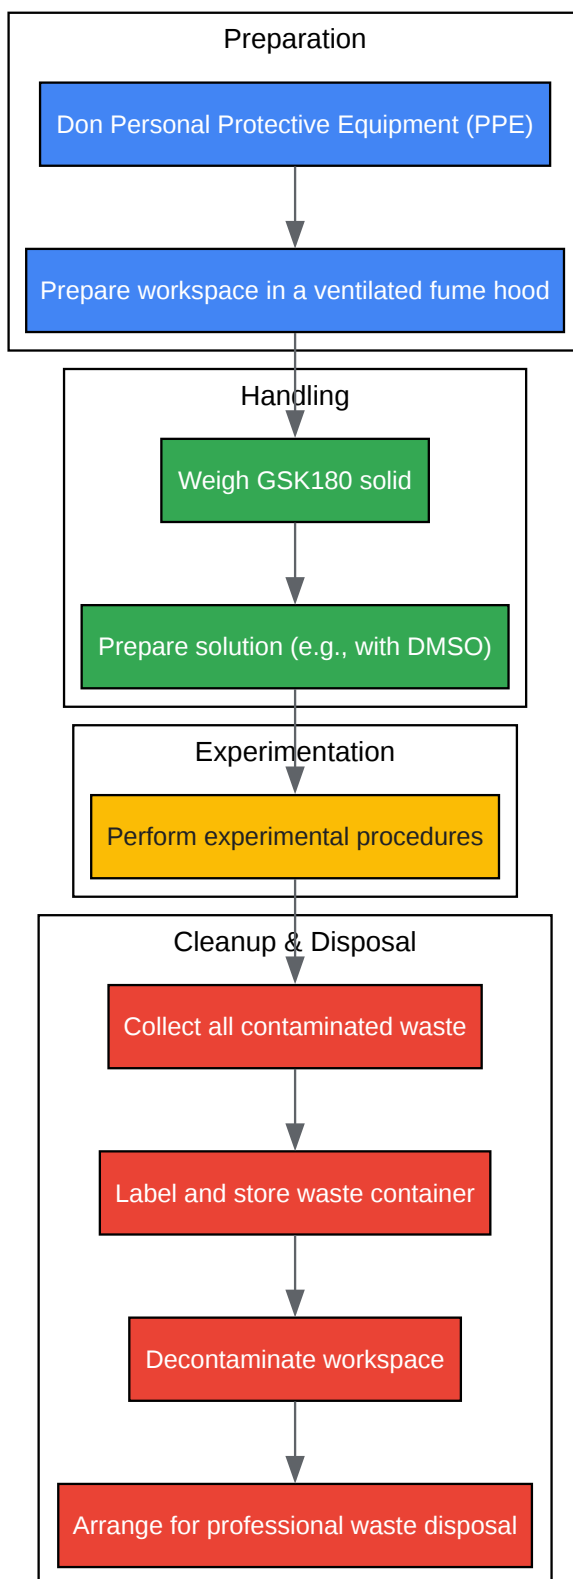 Preparation
Don Personal Protective Equipment (PPE)
Prepare workspace in a ventilated fume hood
Handling
Weigh GSK180 solid
Prepare solution (e.g., with DMSO)
Experimentation
Perform experimental procedures
Cleanup & Disposal
Collect all contaminated waste
Label and store waste container
Decontaminate workspace
Arrange for professional waste disposal